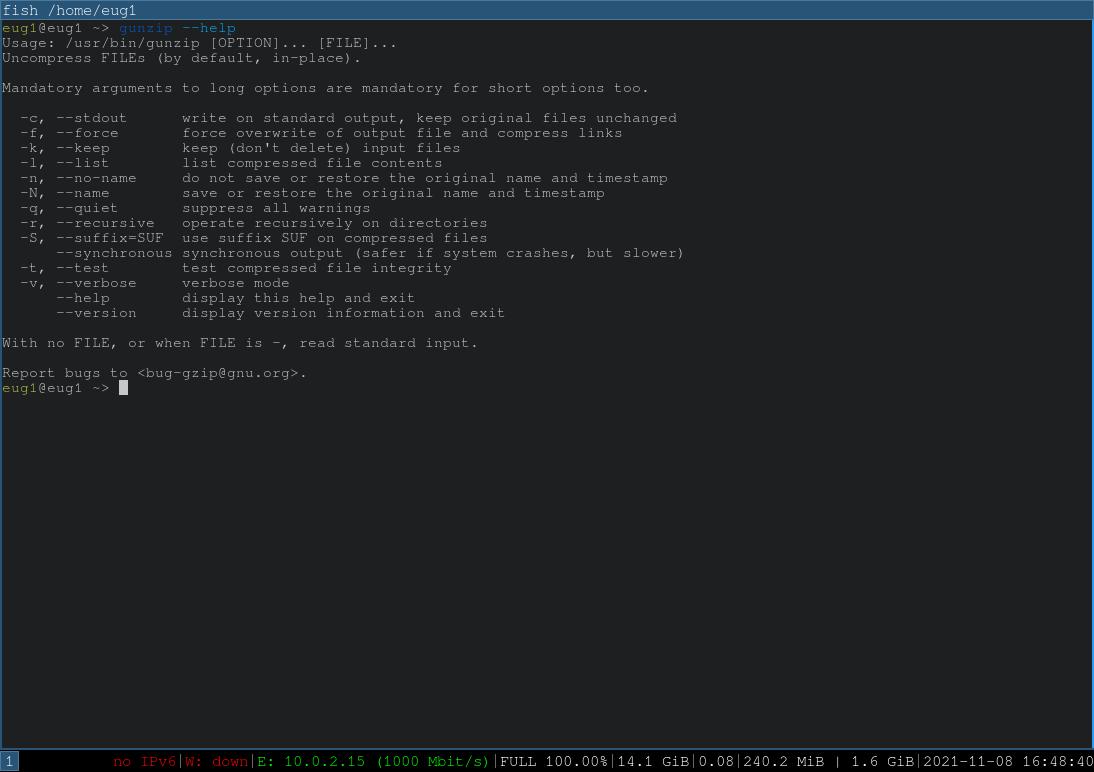 fish /home/eug1
eug1@eug1 ~> gunzip --help
Usage: /usr/bin/gunzip [OPTION]... [FILE]...
Uncompress FILEs (by default, in-place).

Mandatory arguments to long options are mandatory for short options too.

  -c, --stdout      write on standard output, keep original files unchanged
  -f, --force       force overwrite of output file and compress links
  -k, --keep        keep (don't delete) input files
  -l, --list        list compressed file contents
  -n, --no-name     do not save or restore the original name and timestamp
  -N, --name        save or restore the original name and timestamp
  -q, --quiet       suppress all warnings
  -r, --recursive   operate recursively on directories
  -S, --suffix=SUF  use suffix SUF on compressed files
      --synchronous synchronous output (safer if system crashes, but slower)
  -t, --test        test compressed file integrity
  -v, --verbose     verbose mode
      --help        display this help and exit
      --version     display version information and exit

With no FILE, or when FILE is -, read standard input.

Report bugs to <bug-gzip@gnu.org>.
eug1@eug1 ~>
1 no IPv6|W: down|E: 10.0.2.15 (1000 Mbit/s)|FULL 100.00%|14.1 GiB|0.08|240.2 MiB | 1.6 GiB|2021-11-08 16:48:40